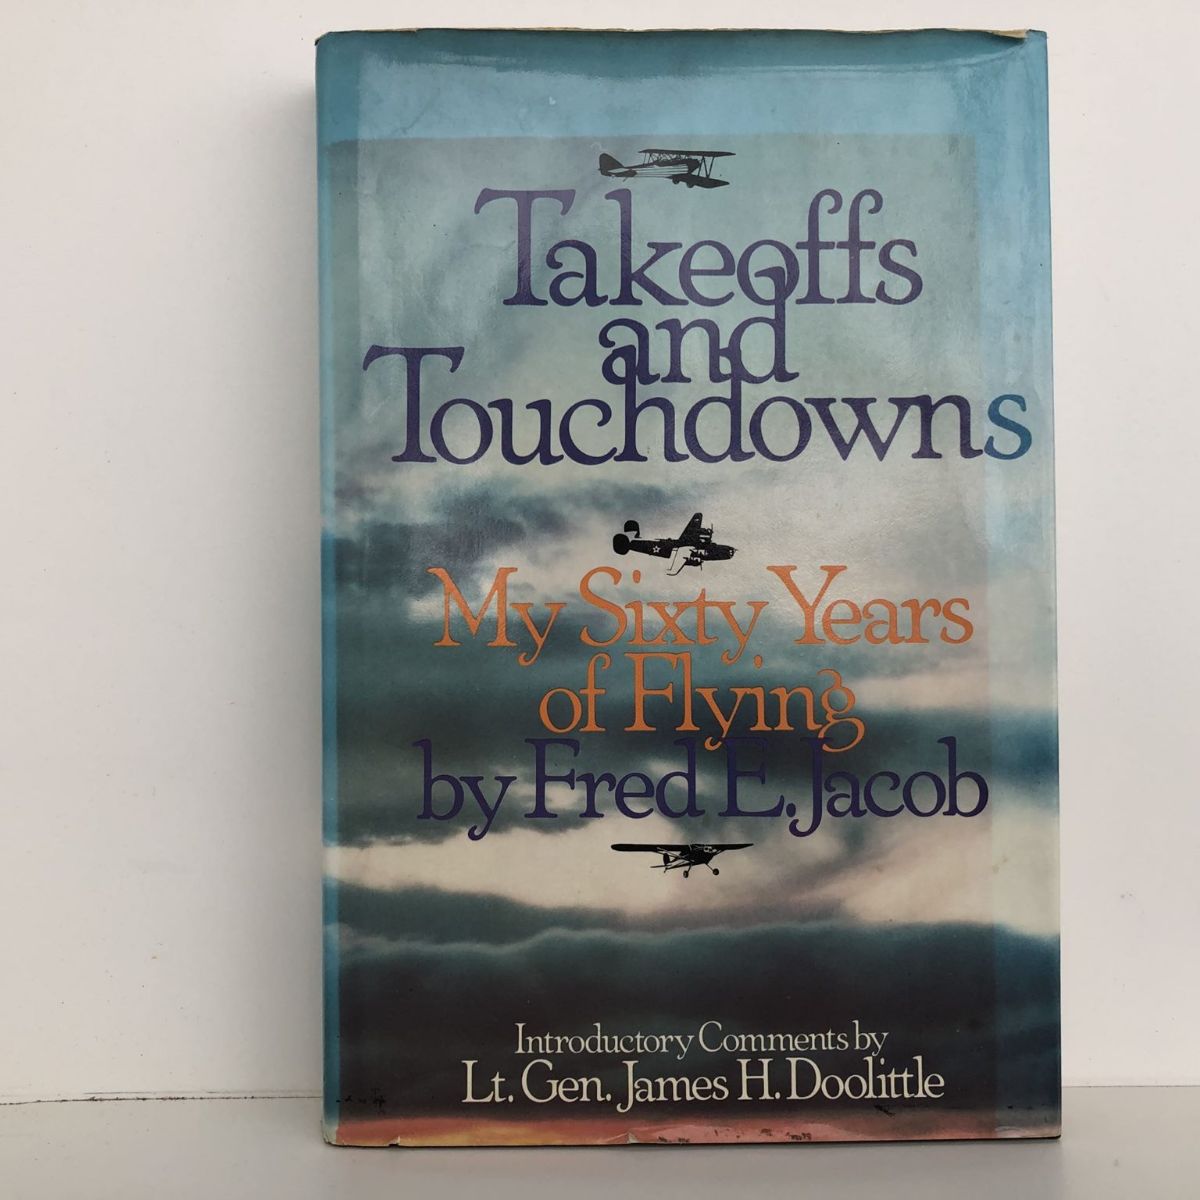 Takeoffs
and
Touchdowns
My Sixty Years
of Flying
by Fred E. Jacob
Introductory Comments by
Lt. Gen. James H. Doolittle